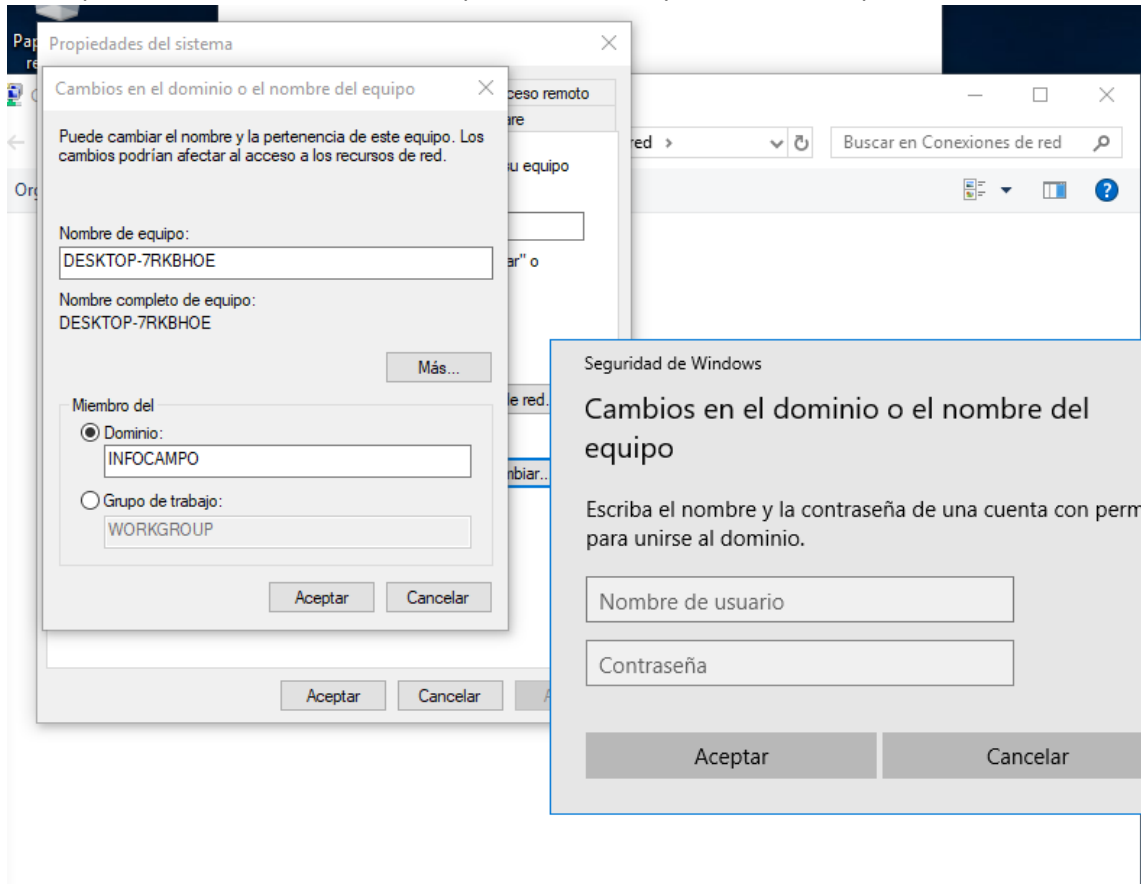 Pap
re
Propiedades del sistema
Cambios en el dominio o el nombre del equipo
Puede cambiar el nombre y la pertenencia de este equipo. Los
cambios podrían afectar al acceso a los recursos de red.
Nombre de equipo:
DESKTOP-7RKBHOE
Nombre completo de equipo:
DESKTOP-7RKBHOE
Más...
Miembro del
Dominio:
INFOCAMPO
Grupo de trabajo:
WORKGROUP
Aceptar Cancelar
ceso remoto
are
su equipo
ar" o
de red.
mbiar...
Aceptar Cancelar A
Org
red >
Buscar en Conexiones de red
Seguridad de Windows
Cambios en el dominio o el nombre del
equipo
Escriba el nombre y la contraseña de una cuenta con perm
para unirse al dominio.
Nombre de usuario
Contraseña
Aceptar Cancelar